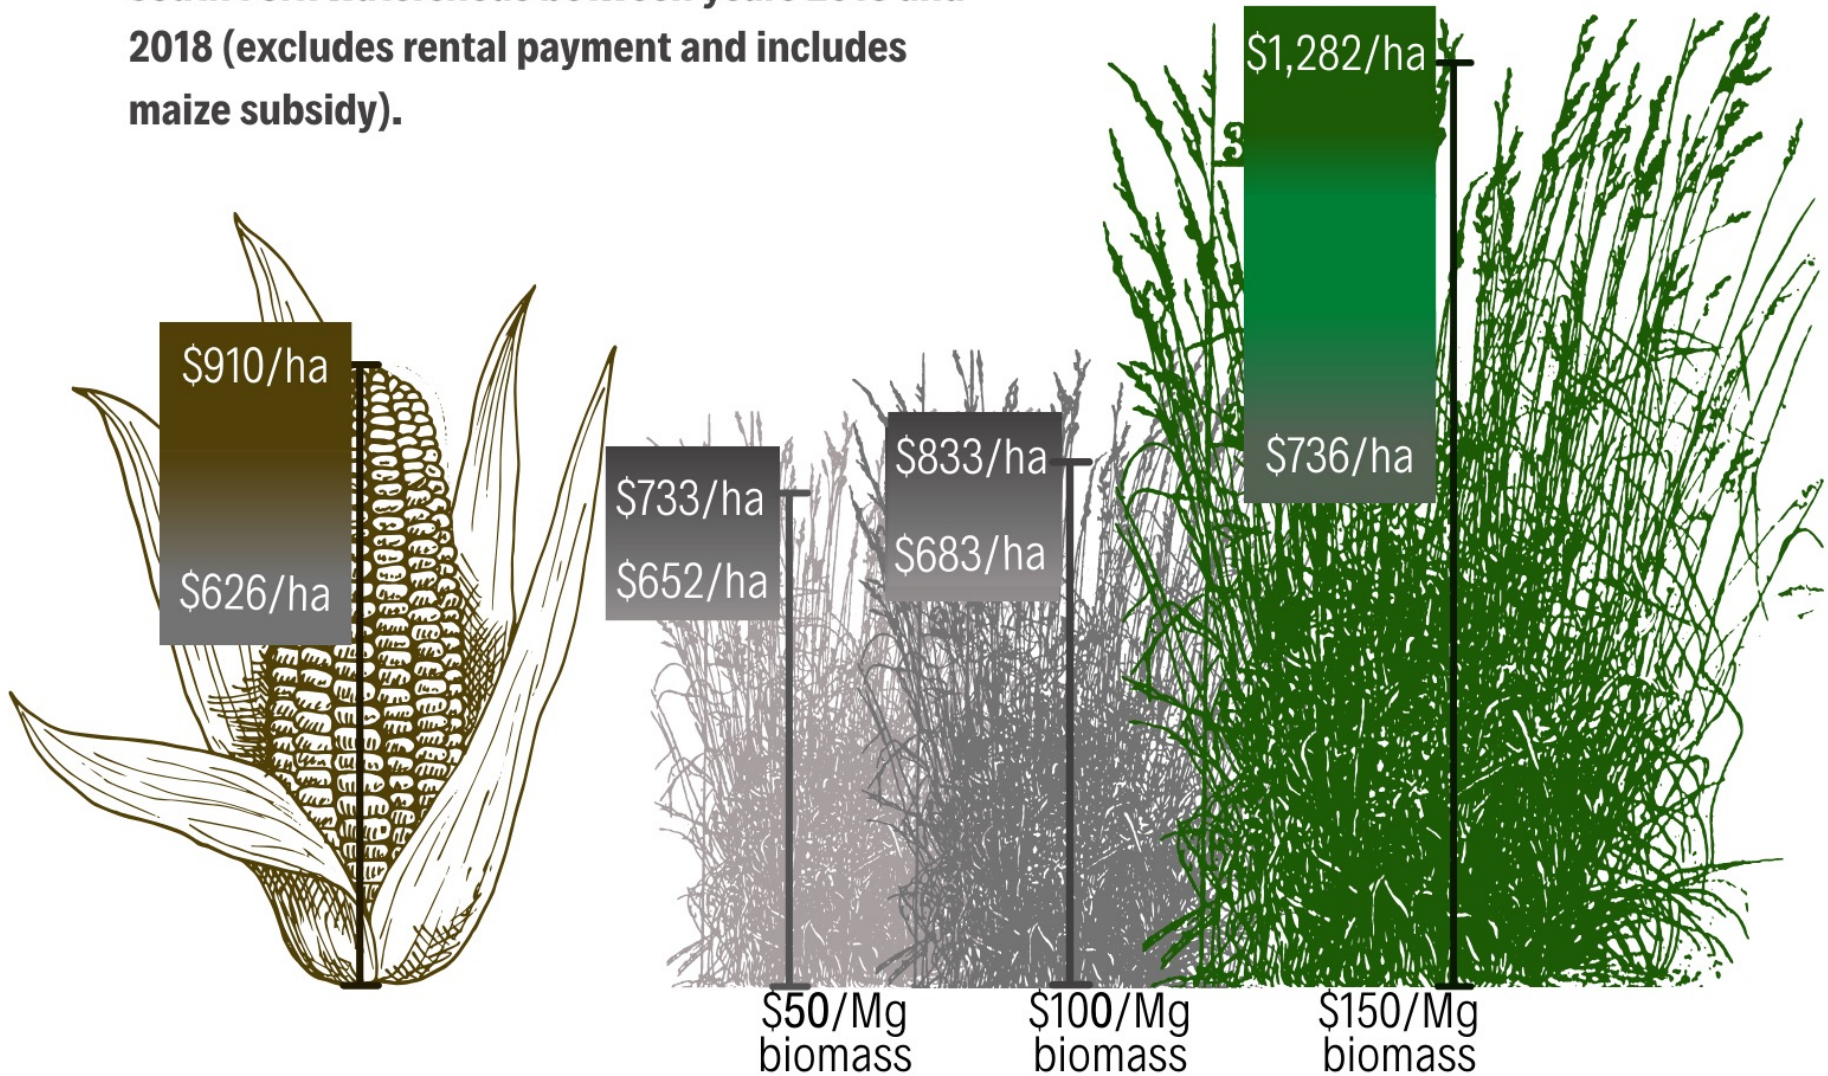 2018 (excludes rental payment and includes
maize subsidy).
$1,282/ha
$736/ha
$910/ha
$626/ha
$733/ha
$652/ha
$833/ha
$683/ha
$50/Mg
biomass
$100/Mg
biomass
$150/Mg
biomass